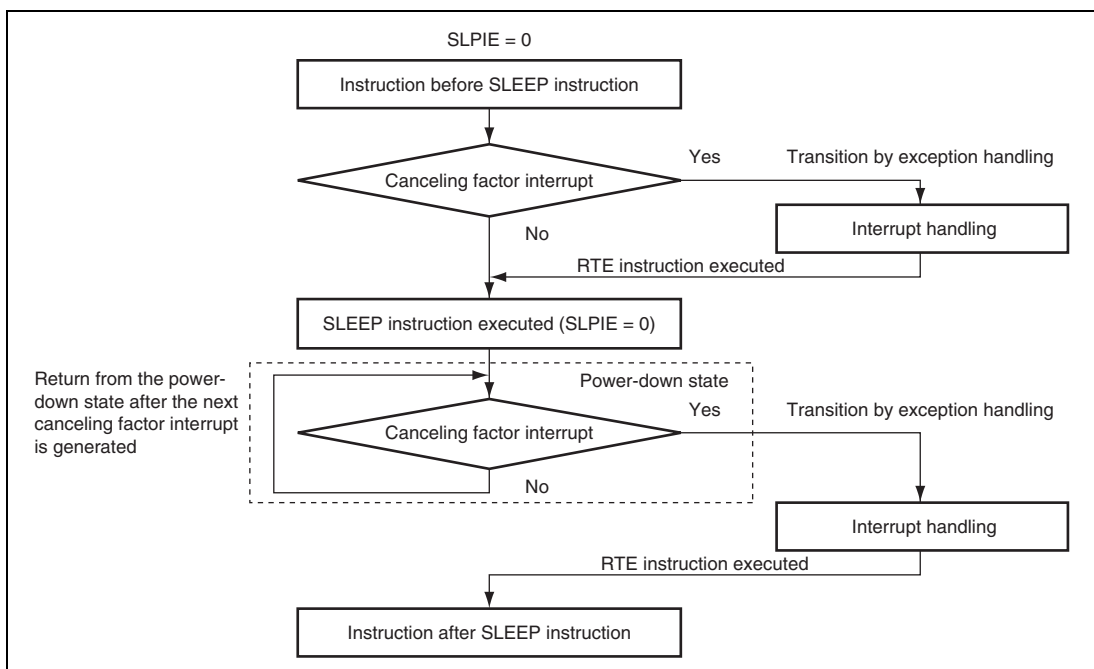 SLPIE = 0
Instruction before SLEEP instruction
Yes
Transition by exception handling
Canceling factor interrupt
Interrupt handling
No
RTE instruction executed
SLEEP instruction executed (SLPIE = 0)
Return from the power-
down state after the next
canceling factor interrupt
is generated
Power-down state
Yes
Transition by exception handling
Canceling factor interrupt
No
Interrupt handling
RTE instruction executed
Instruction after SLEEP instruction